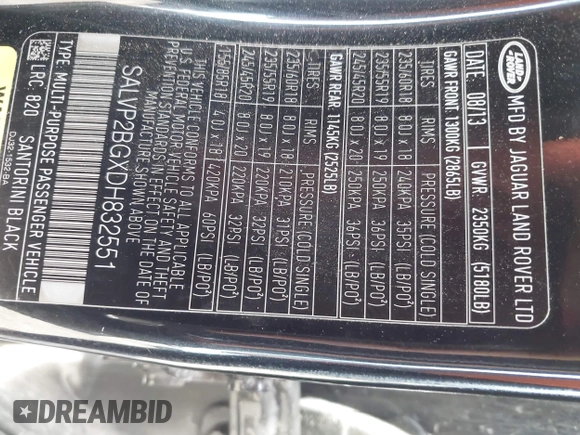 LAND-
ROVER
MFD BY JAGUAR LAND ROVER LTD
08/13 GVWR 2350KG (5180LB)
GAWR FRONT 1300KG (2865LB)
TIRES RIMS PRESSURE (COLD SINGLE)
235/60R18 8.0J x 18 240KPA 35PSI (LB/PO²)
235/55R19 8.0J x 19 250KPA 36PSI (LB/PO²)
245/45R20 8.0J x 20 250KPA 36PSI (LB/PO²)
GAWR REAR 1145KG (2525LB)
TIRES RIMS PRESSURE (COLD SINGLE)
235/60R18 8.0J x 18 210KPA 31PSI (LB/PO²)
235/55R19 8.0J x 19 220KPA 32PSI (LB/PO²)
245/45R20 8.0J x 20 220KPA 32PSI (LB/PO²)
155/85R18 4.0J x 18 420KPA 60PSI (LB/PO²)
THIS VEHICLE CONFORMS TO ALL APPLICABLE
U.S FEDERAL MOTOR VEHICLE SAFETY AND THEFT
PREVENTION STANDARDS IN EFFECT ON THE DATE OF
MANUFACTURE SHOWN ABOVE
SALVP2BGXDH832551
TYPE: MULTI-PURPOSE PASSENGER VEHICLE
LRC: 820 SANTORINI BLACK
DREAMBID